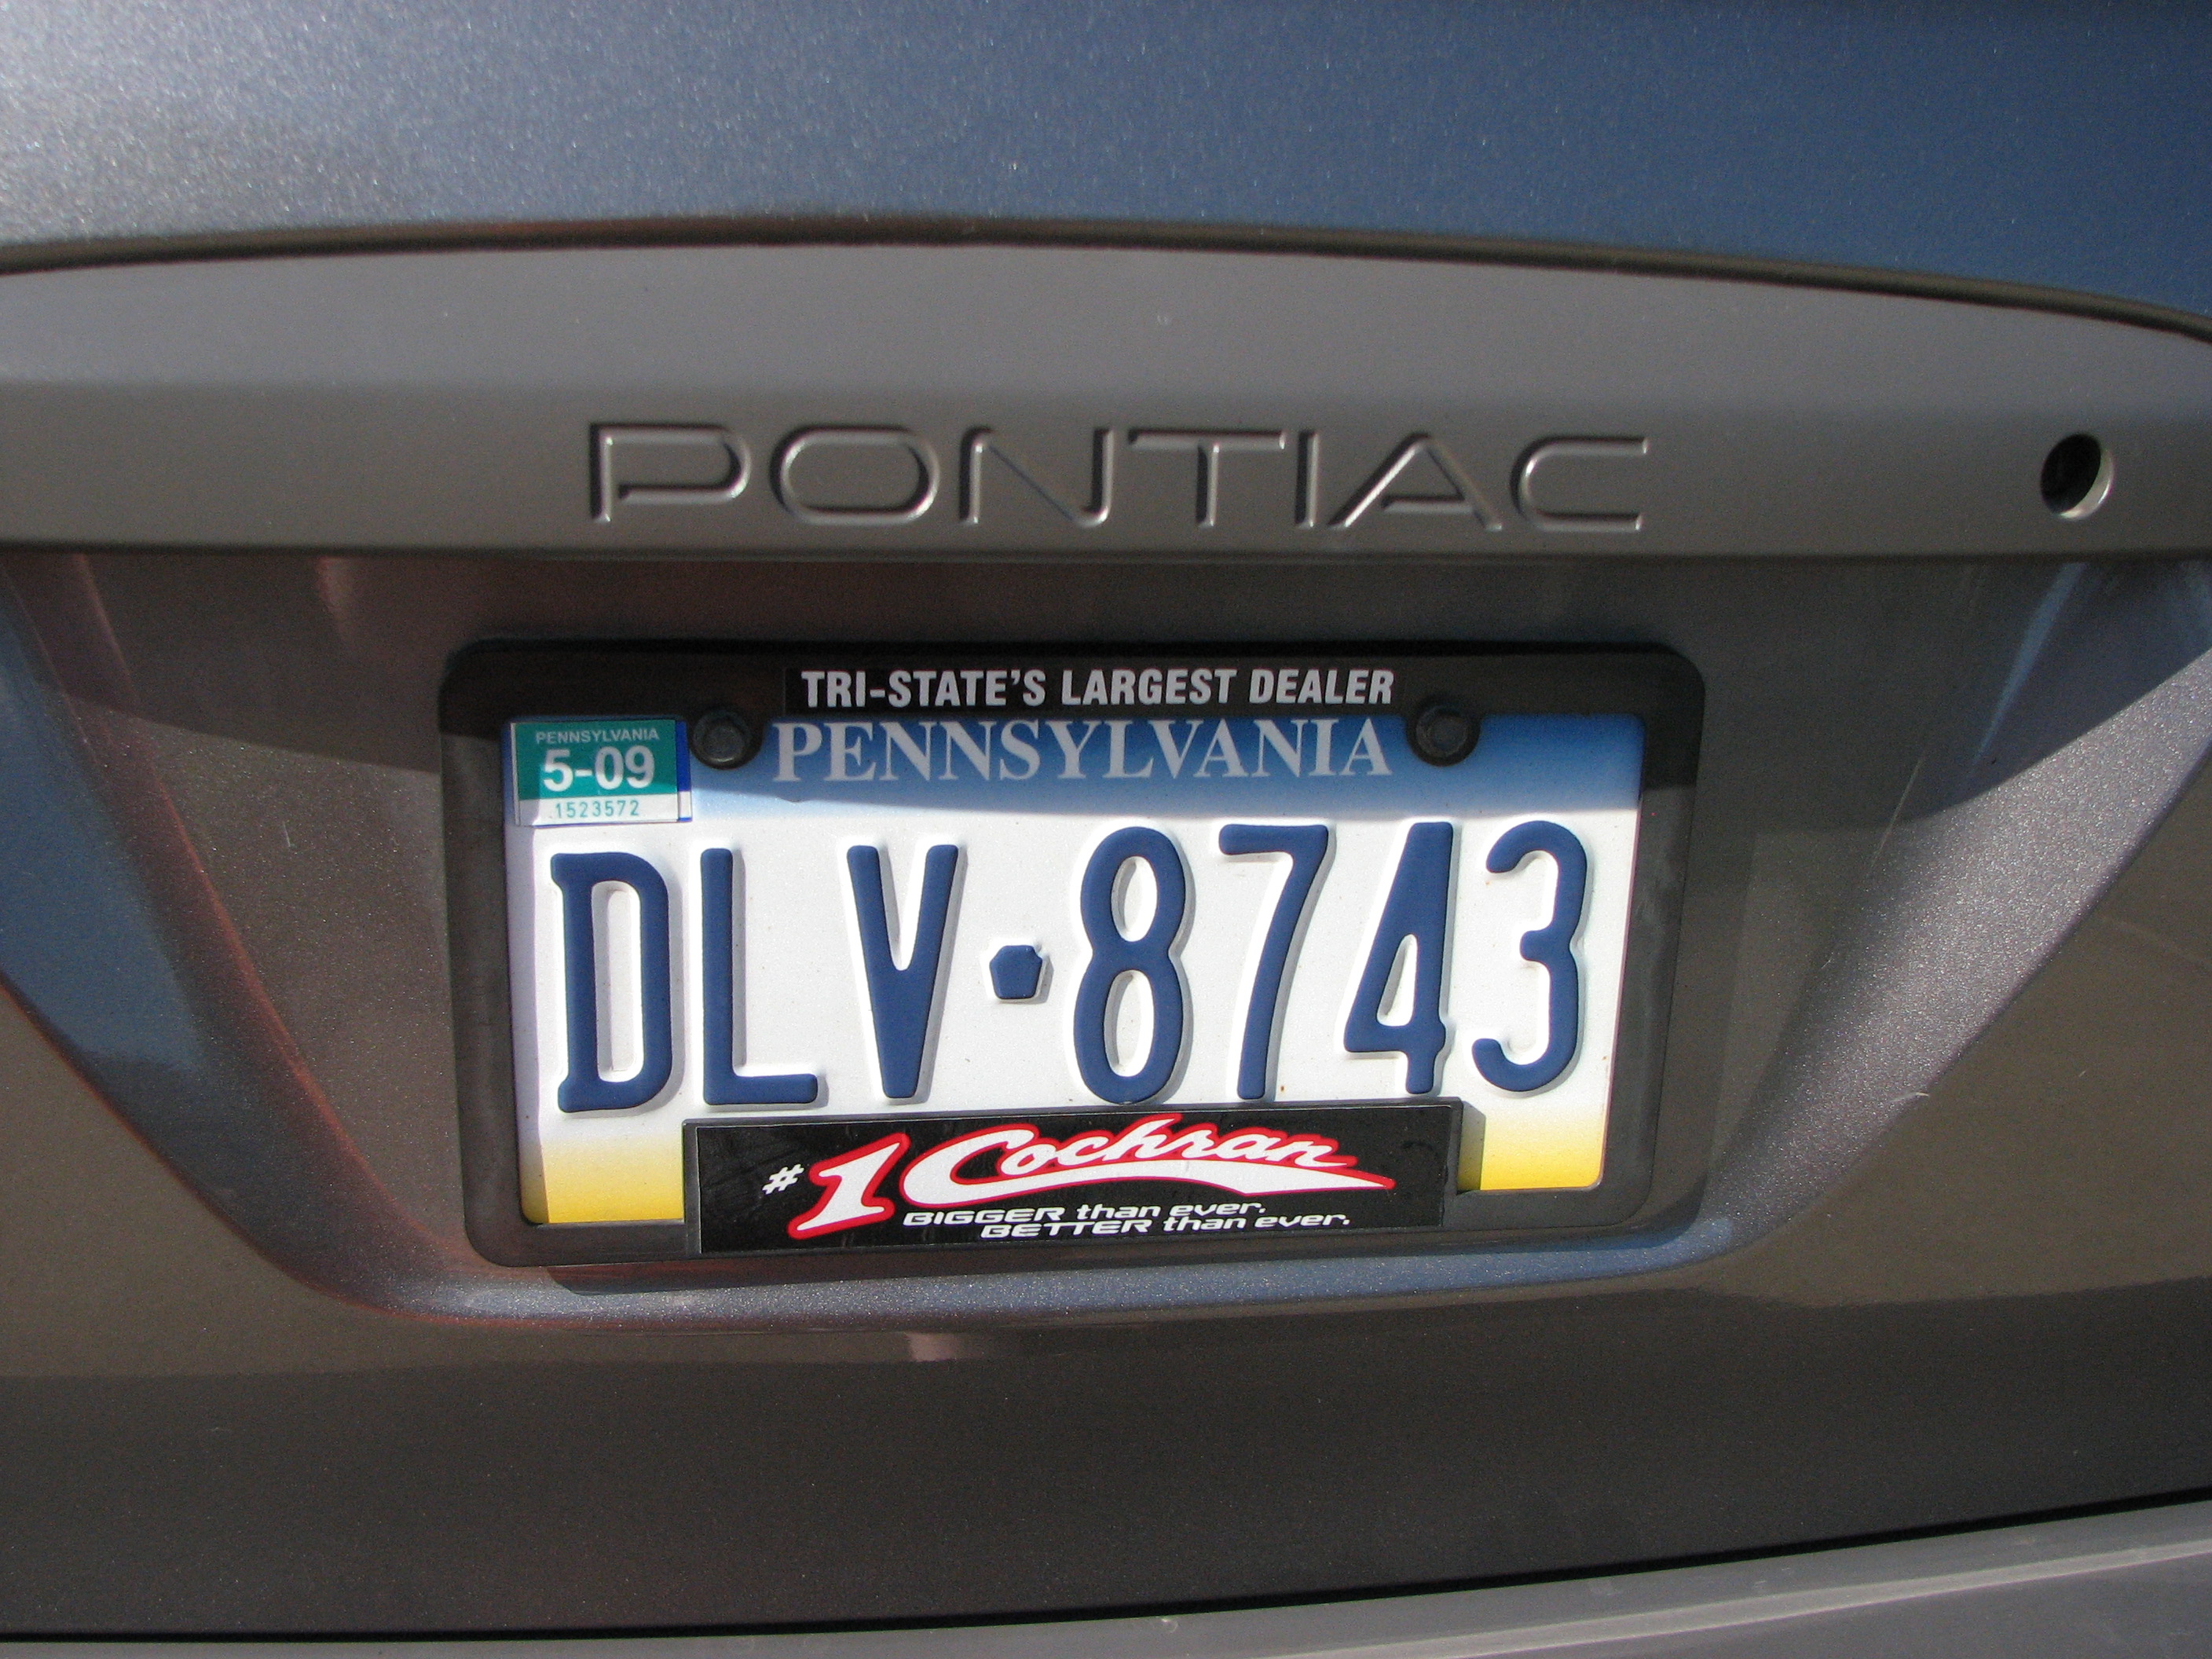 PONTIAC
TRI-STATE'S LARGEST DEALER
PENNSYLVANIA
5-09
1523572
PENNSYLVANIA
DLV·8743
#1 Cochran
BIGGER than ever.
BETTER than ever.